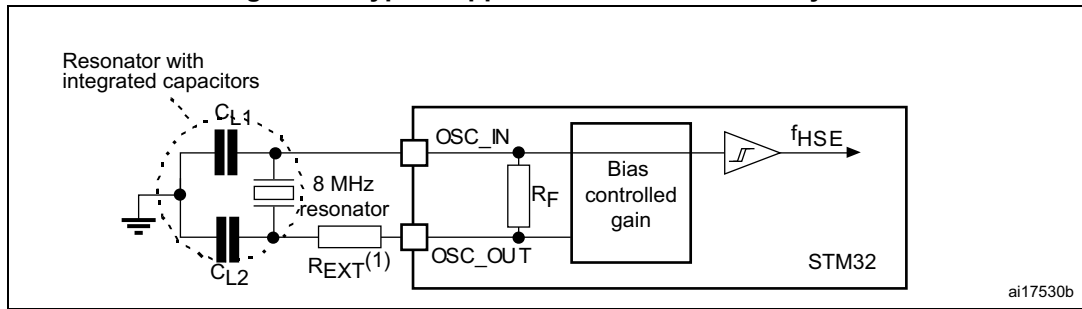 Resonator with
integrated capacitors
CL1
OSC_IN
fHSE
8 MHz
resonator
RF
Bias
controlled
gain
REXT(1)
OSC_OUT
STM32
CL2
ai17530b